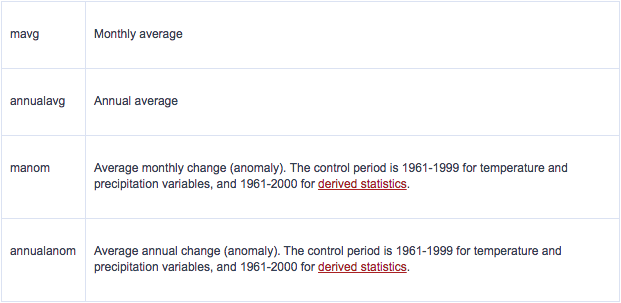 mavg
Monthly average
annualavg
Annual average
manom
Average monthly change (anomaly). The control period is 1961-1999 for temperature and
precipitation variables, and 1961-2000 for derived statistics.
annualanom
Average annual change (anomaly). The control period is 1961-1999 for temperature and
precipitation variables, and 1961-2000 for derived statistics.